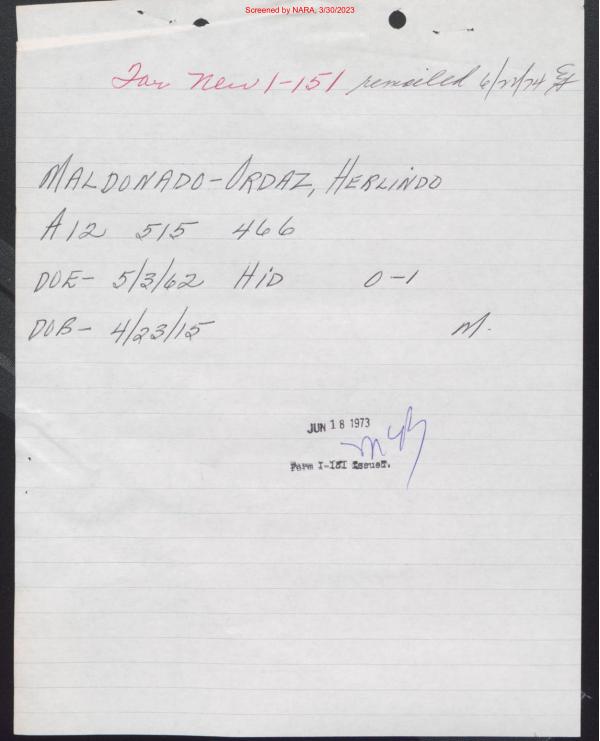 Screened by NARA, 3/30/2023
For New I-151 remailed 6/27/74
MALDONADO-ORDAZ, HERLINDO
A12 515 466
DOE- 5/3/62 HID 0-1
DOB- 4/23/15 M.
JUN 18 1973
Form I-151 Issued.